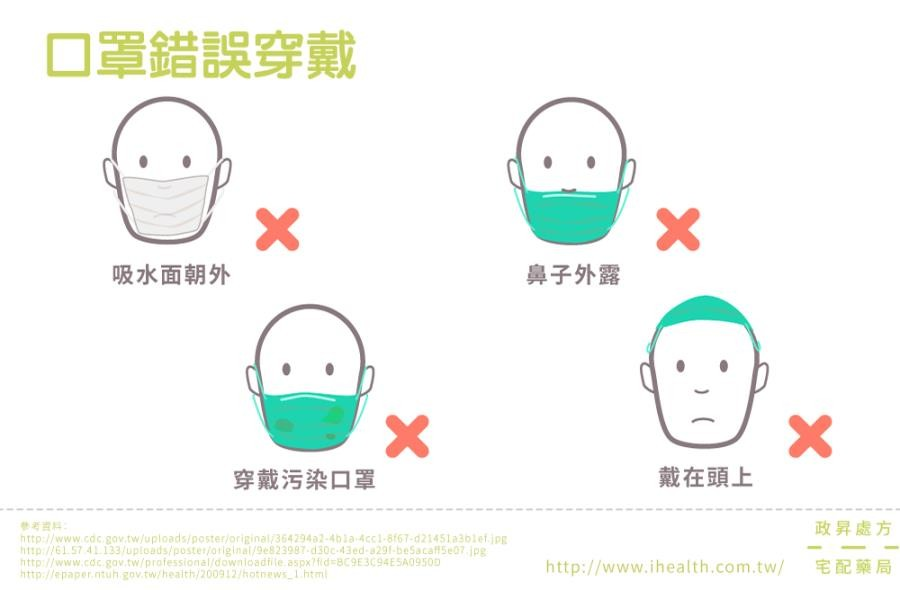 口罩錯誤穿戴
吸水面朝外
鼻子外露
穿戴污染口罩
戴在頭上
參考資料：
http://www.cdc.gov.tw/uploads/poster/original/364294a2-4b1a-4cc1-8f67-d21451a3b1ef.jpg
http://61.57.41.133/uploads/poster/original/9e823987-d30c-43ed-a29f-be5acaff5e07.jpg
http://www.cdc.gov.tw/professional/downloadfile.aspx?fid=BC9E3C94E5A0950D
http://epaper.ntuh.gov.tw/health/200912/hotnews_1.html
http://www.ihealth.com.tw/
政昇處方
宅配藥局